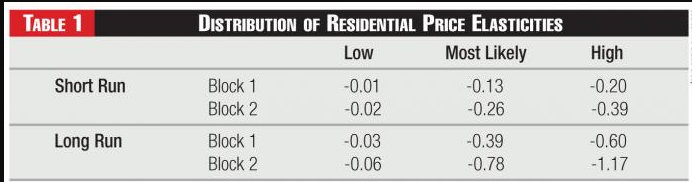 TABLE 1 DISTRIBUTION OF RESIDENTIAL PRICE ELASTICITIES
Low Most Likely High
Short Run Block 1 -0.01 -0.13 -0.20
Block 2 -0.02 -0.26 -0.39
Long Run Block 1 -0.03 -0.39 -0.60
Block 2 -0.06 -0.78 -1.17